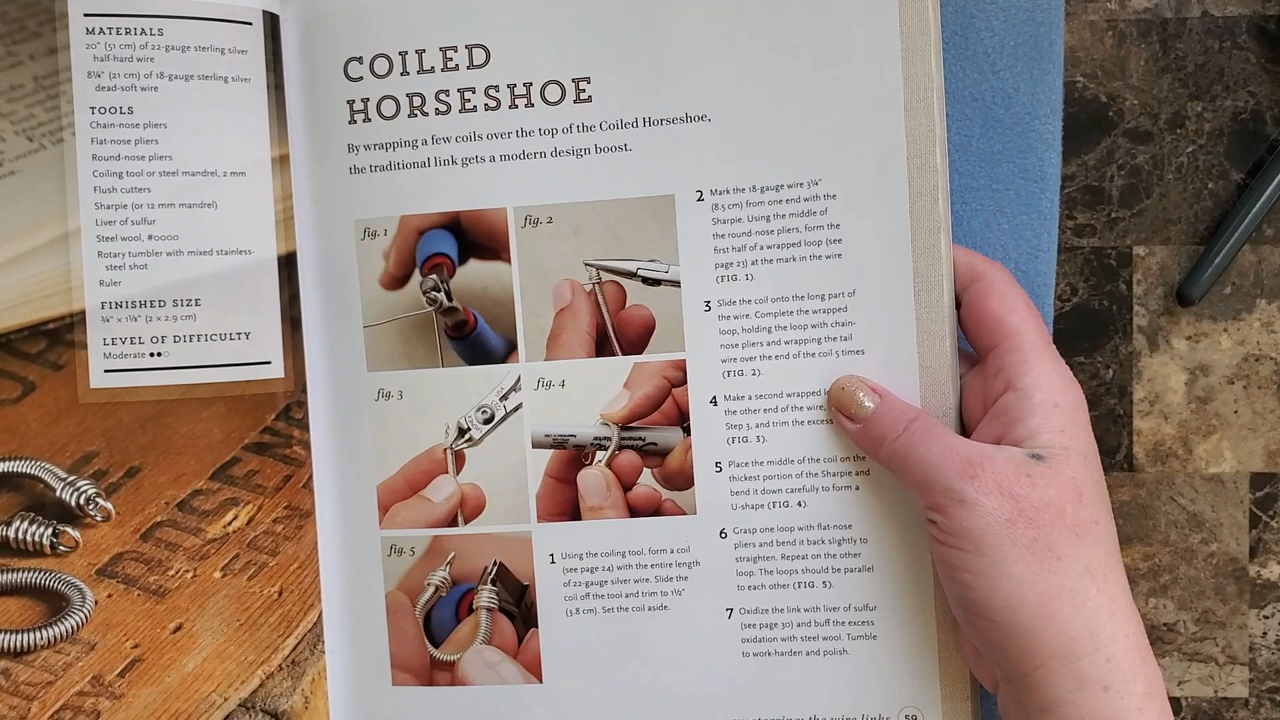 MATERIALS
20" (51 cm) of 22-gauge sterling silver
half-hard wire
8¼" (21 cm) of 18-gauge sterling silver
dead-soft wire
TOOLS
Chain-nose pliers
Flat-nose pliers
Round-nose pliers
Coiling tool or steel mandrel, 2 mm
Flush cutters
Sharpie (or 12 mm mandrel)
Liver of sulfur
Steel wool, #0000
Rotary tumbler with mixed stainless-
steel shot
Ruler
FINISHED SIZE
¾" x 1⅛" (2 x 2.9 cm)
LEVEL OF DIFFICULTY
Moderate ●●○
COILED
HORSESHOE
By wrapping a few coils over the top of the Coiled Horseshoe,
the traditional link gets a modern design boost.
fig. 1
fig. 2
fig. 3
fig. 4
Permanent Marker
fig. 5
1 Using the coiling tool, form a coil
(see page 24) with the entire length
of 22-gauge silver wire. Slide the
coil off the tool and trim to 1½"
(3.8 cm). Set the coil aside.
2 Mark the 18-gauge wire 3¼"
(8.5 cm) from one end with the
Sharpie. Using the middle of
the round-nose pliers, form the
first half of a wrapped loop (see
page 23) at the mark in the wire
(FIG. 1).
3 Slide the coil onto the long part of
the wire. Complete the wrapped
loop, holding the loop with chain-
nose pliers and wrapping the tail
wire over the end of the coil 5 times
(FIG. 2).
4 Make a second wrapped
the other end of the wire,
Step 3, and trim the excess
(FIG. 3).
5 Place the middle of the coil on the
thickest portion of the Sharpie and
bend it down carefully to form a
U-shape (FIG. 4).
6 Grasp one loop with flat-nose
pliers and bend it back slightly to
straighten. Repeat on the other
loop. The loops should be parallel
to each other (FIG. 5).
7 Oxidize the link with liver of sulfur
(see page 30) and buff the excess
oxidation with steel wool. Tumble
to work-harden and polish.
the wire links 59
ROSEM